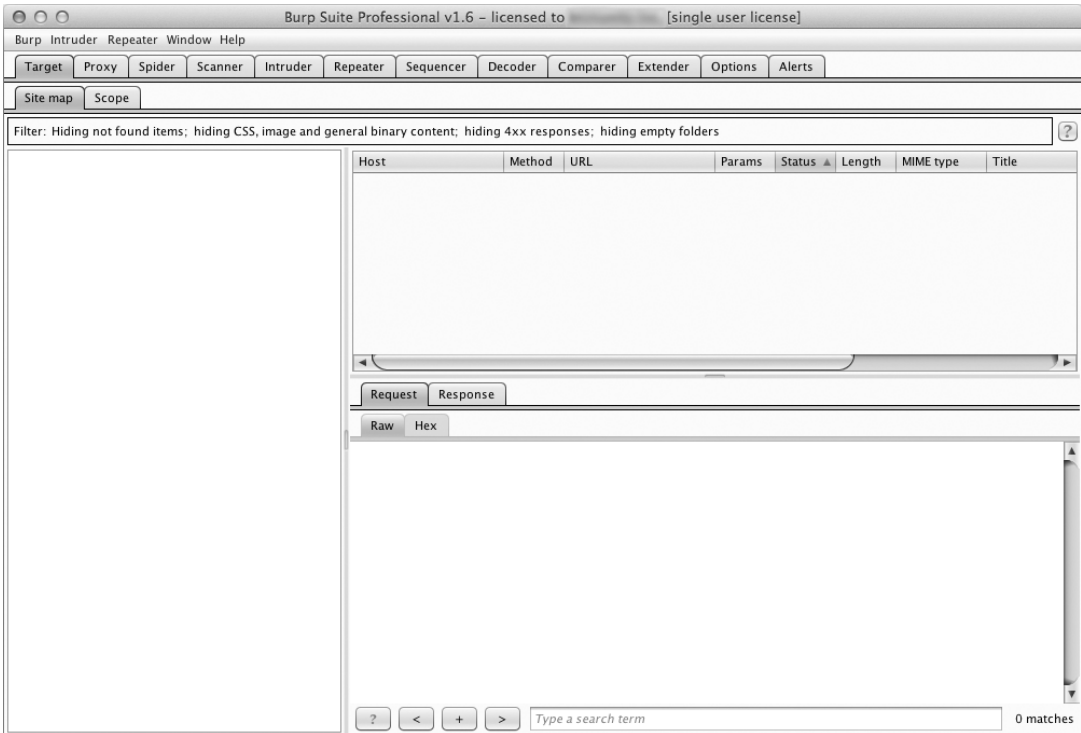 Burp Suite Professional v1.6 – licensed to [single user license]
Burp Intruder Repeater Window Help
Target Proxy Spider Scanner Intruder Repeater Sequencer Decoder Comparer Extender Options Alerts
Site map Scope
Filter: Hiding not found items; hiding CSS, image and general binary content; hiding 4xx responses; hiding empty folders ?
Host Method URL Params Status Length MIME type Title
Request Response
Raw Hex
? < + > Type a search term 0 matches